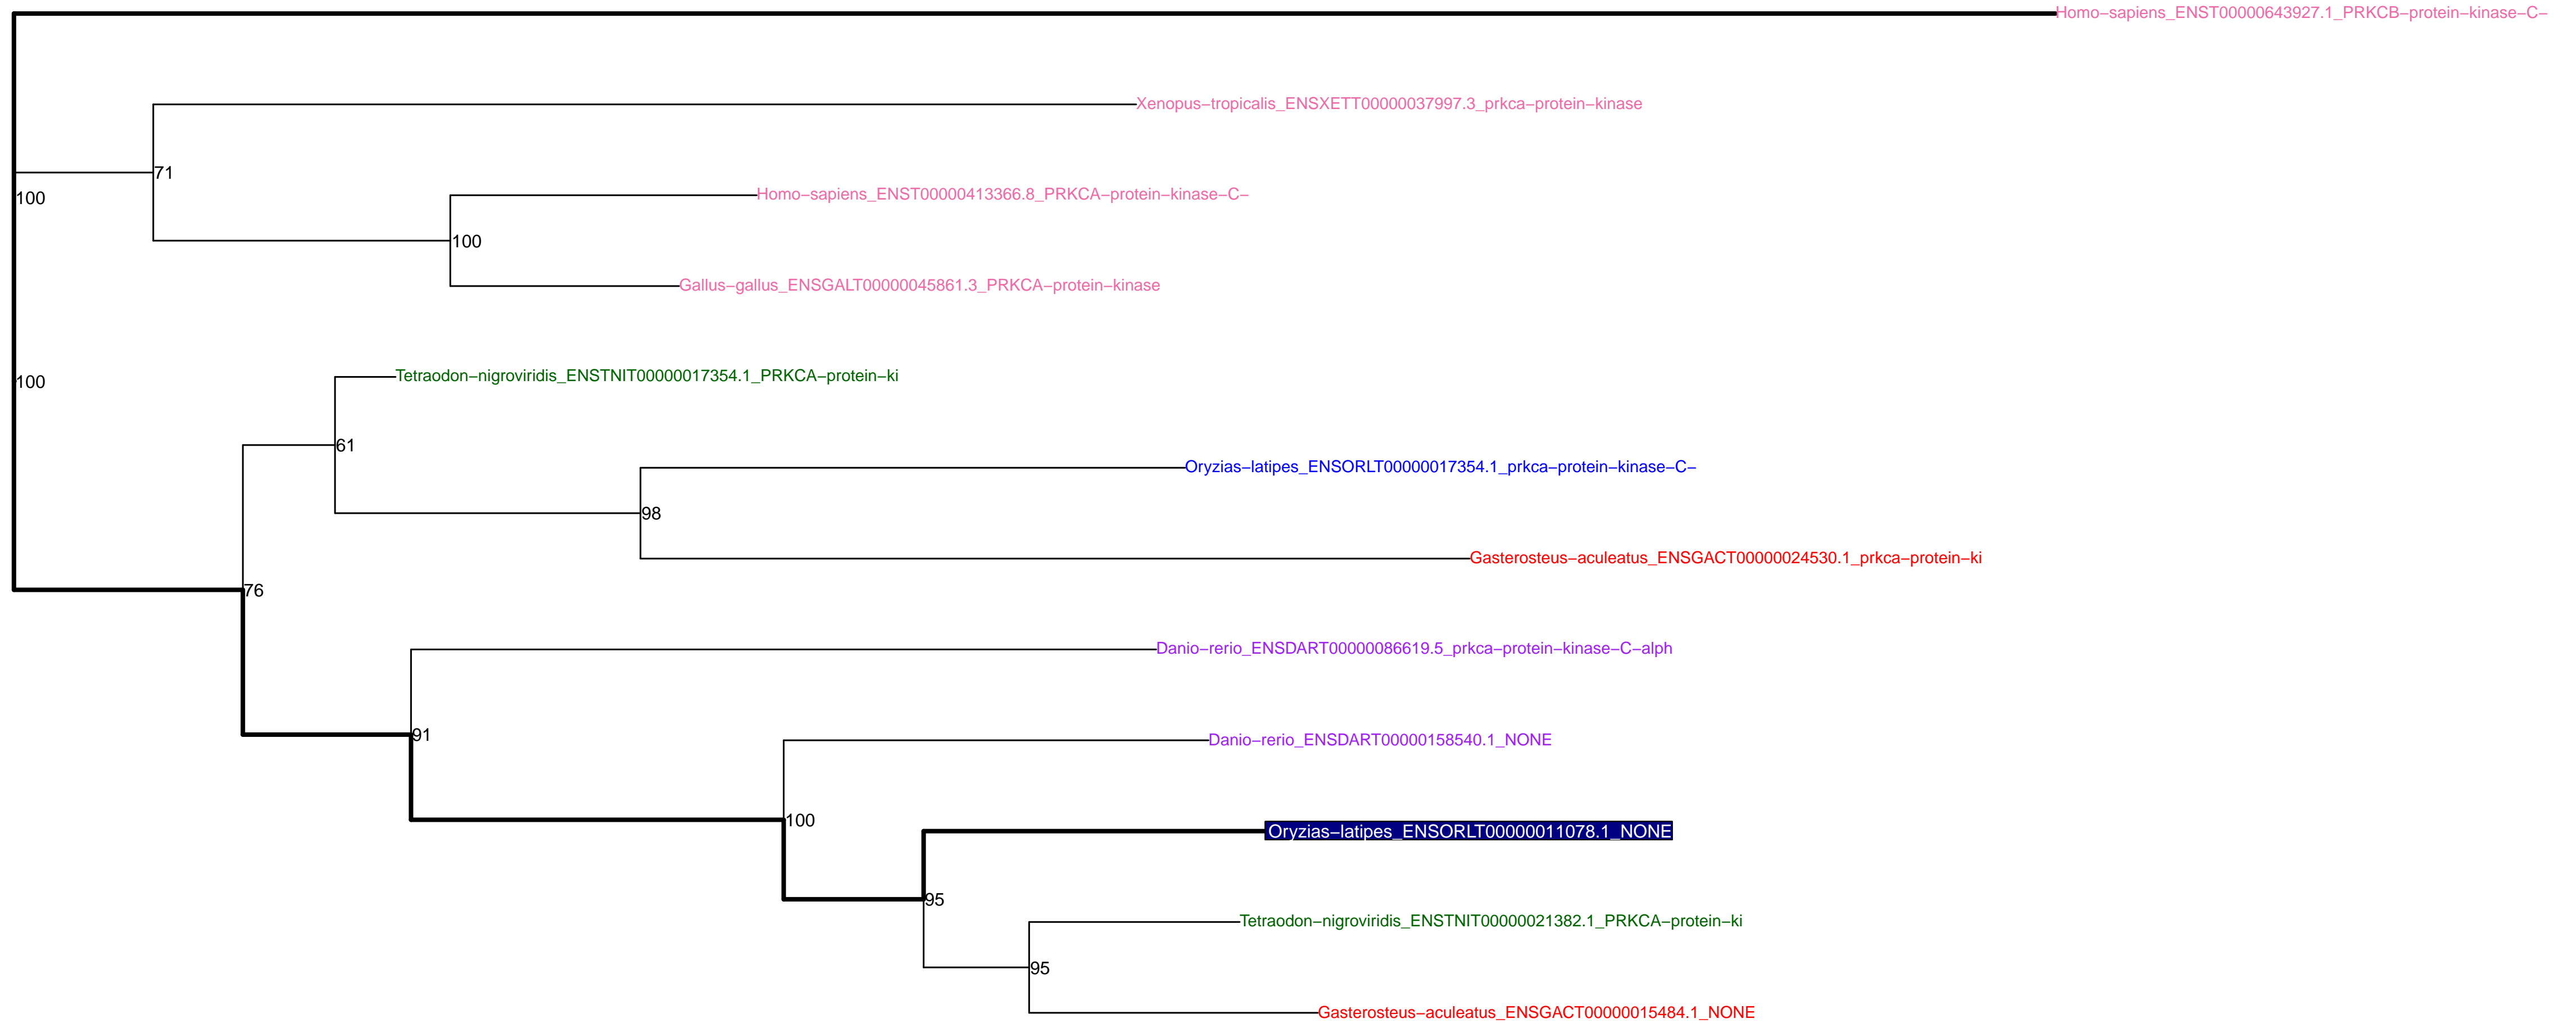 Homo–sapiens_ENST00000643927.1_PRKCB–protein–kinase–C–
Xenopus–tropicalis_ENSXETT00000037997.3_prkca–protein–kinase
71
Homo–sapiens_ENST00000413366.8_PRKCA–protein–kinase–C–
100
100
Gallus–gallus_ENSGALT00000045861.3_PRKCA–protein–kinase
Tetraodon–nigroviridis_ENSTNIT00000017354.1_PRKCA–protein–ki
100
61
Oryzias–latipes_ENSORLT00000017354.1_prkca–protein–kinase–C–
98
Gasterosteus–aculeatus_ENSGACT00000024530.1_prkca–protein–ki
76
Danio–rerio_ENSDART00000086619.5_prkca–protein–kinase–C–alph
91
Danio–rerio_ENSDART00000158540.1_NONE
100
Oryzias–latipes_ENSORLT00000011078.1_NONE
95
Tetraodon–nigroviridis_ENSTNIT00000021382.1_PRKCA–protein–ki
95
Gasterosteus–aculeatus_ENSGACT00000015484.1_NONE